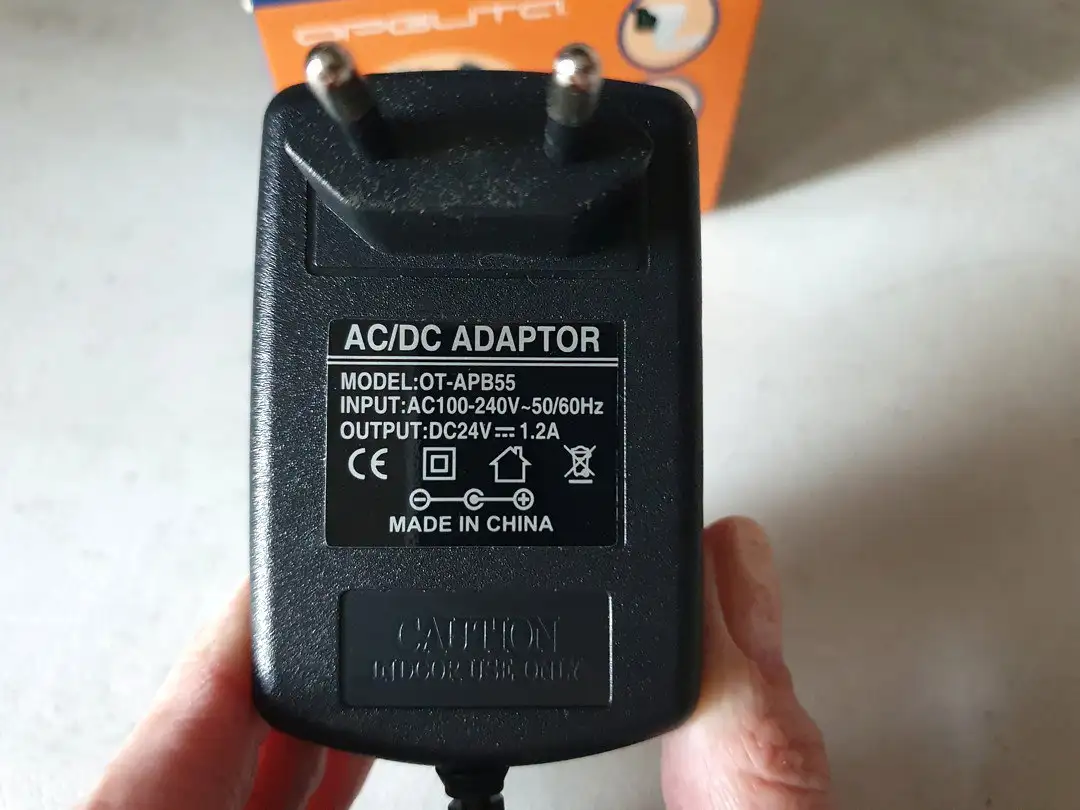 AC/DC ADAPTOR
MODEL:OT-APB55
INPUT:AC100-240V~50/60Hz
OUTPUT:DC24V⎓1.2A
CE
MADE IN CHINA
CAUTION
INDOOR USE ONLY